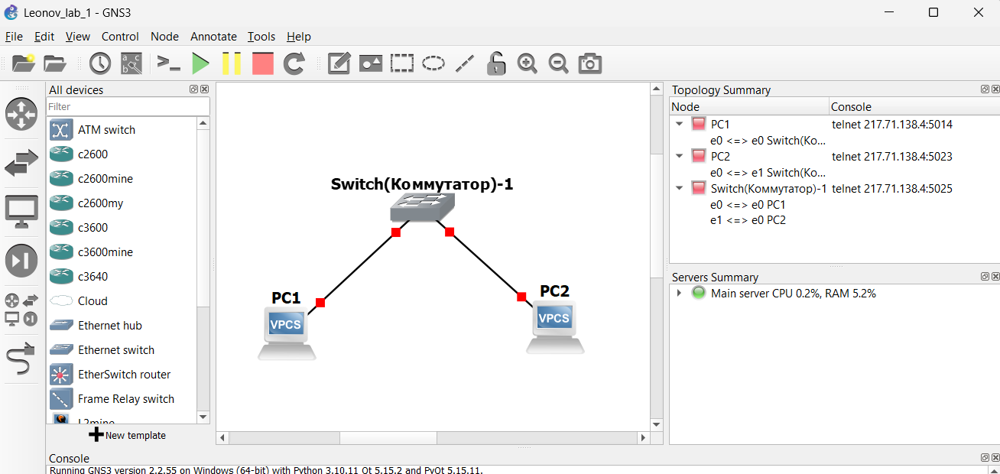 Leonov_lab_1 - GNS3
File Edit View Control Node Annotate Tools Help
All devices
Filter
ATM switch
c2600
c2600mine
c2600my
c3600
c3600mine
c3640
Cloud
Ethernet hub
Ethernet switch
EtherSwitch router
Frame Relay switch
L2mine
New template
Switch(Коммутатор)-1
PC1
VPCS
PC2
VPCS
Topology Summary
Node Console
PC1 telnet 217.71.138.4:5014
e0 <=> e0 Switch(Ко...
PC2 telnet 217.71.138.4:5023
e0 <=> e1 Switch(Ко...
Switch(Коммутатор)-1 telnet 217.71.138.4:5025
e0 <=> e0 PC1
e1 <=> e0 PC2
Servers Summary
Main server CPU 0.2%, RAM 5.2%
Console
Running GNS3 version 2.2.55 on Windows (64-bit) with Python 3.10.11 Qt 5.15.2 and PyQt 5.15.11.